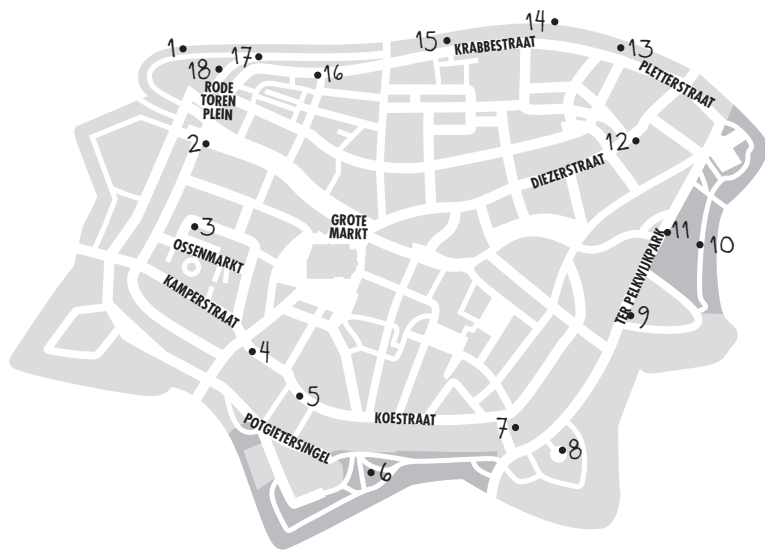 14
15
KRABBESTRAAT
13
1
17
18
16
PLETTERSTRAAT
RODE
TOREN
PLEIN
2
12
DIEZERSTRAAT
3
GROTE
MARKT
11
10
OSSENMARKT
TER PELKWIJKPARK
KAMPERSTRAAT
9
4
5
KOESTRAAT
7
POTGIETERSINGEL
8
6